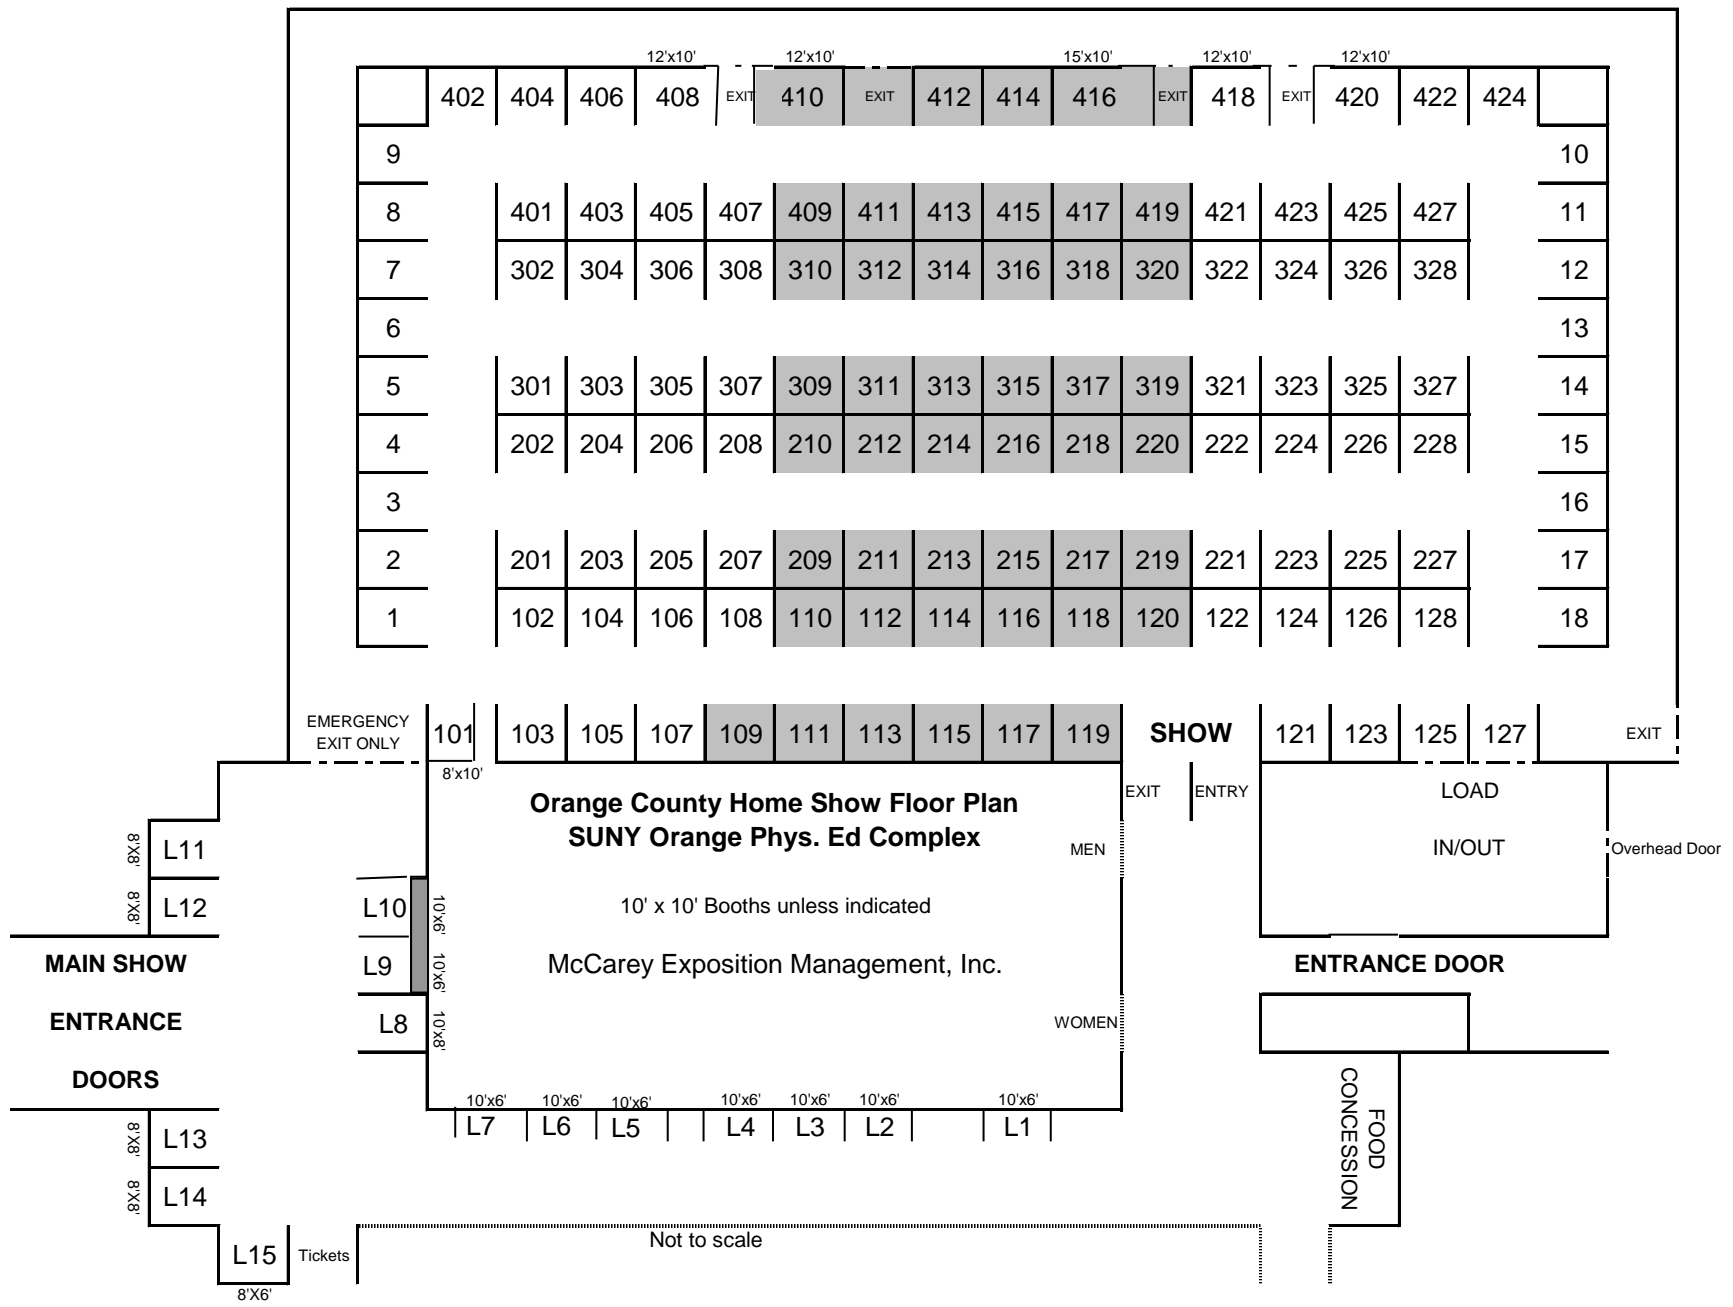 12'x10' 12'x10' 15'x10' 12'x10' 12'x10'
402 404 406 408 EXIT 410 EXIT 412 414 416 EXIT 418 EXIT 420 422 424
9 10
8 401 403 405 407 409 411 413 415 417 419 421 423 425 427 11
7 302 304 306 308 310 312 314 316 318 320 322 324 326 328 12
6 13
5 301 303 305 307 309 311 313 315 317 319 321 323 325 327 14
4 202 204 206 208 210 212 214 216 218 220 222 224 226 228 15
3 16
2 201 203 205 207 209 211 213 215 217 219 221 223 225 227 17
1 102 104 106 108 110 112 114 116 118 120 122 124 126 128 18
EMERGENCY
EXIT ONLY
101 103 105 107 109 111 113 115 117 119 SHOW 121 123 125 127 EXIT
8'x10'
EXIT ENTRY
LOAD
IN/OUT
Overhead Door
Orange County Home Show Floor Plan
SUNY Orange Phys. Ed Complex
MEN
10' x 10' Booths unless indicated
McCarey Exposition Management, Inc.
WOMEN
8'X8' L11
8'X8' L12
L10 10'x6'
L9 10'x6'
L8 10'x8'
MAIN SHOW
ENTRANCE
DOORS
ENTRANCE DOOR
FOOD
CONCESSION
10'x6' 10'x6' 10'x6' 10'x6' 10'x6' 10'x6' 10'x6'
L7 L6 L5 L4 L3 L2 L1
8'X8' L13
8'X8' L14
L15 Tickets
8'X6'
Not to scale